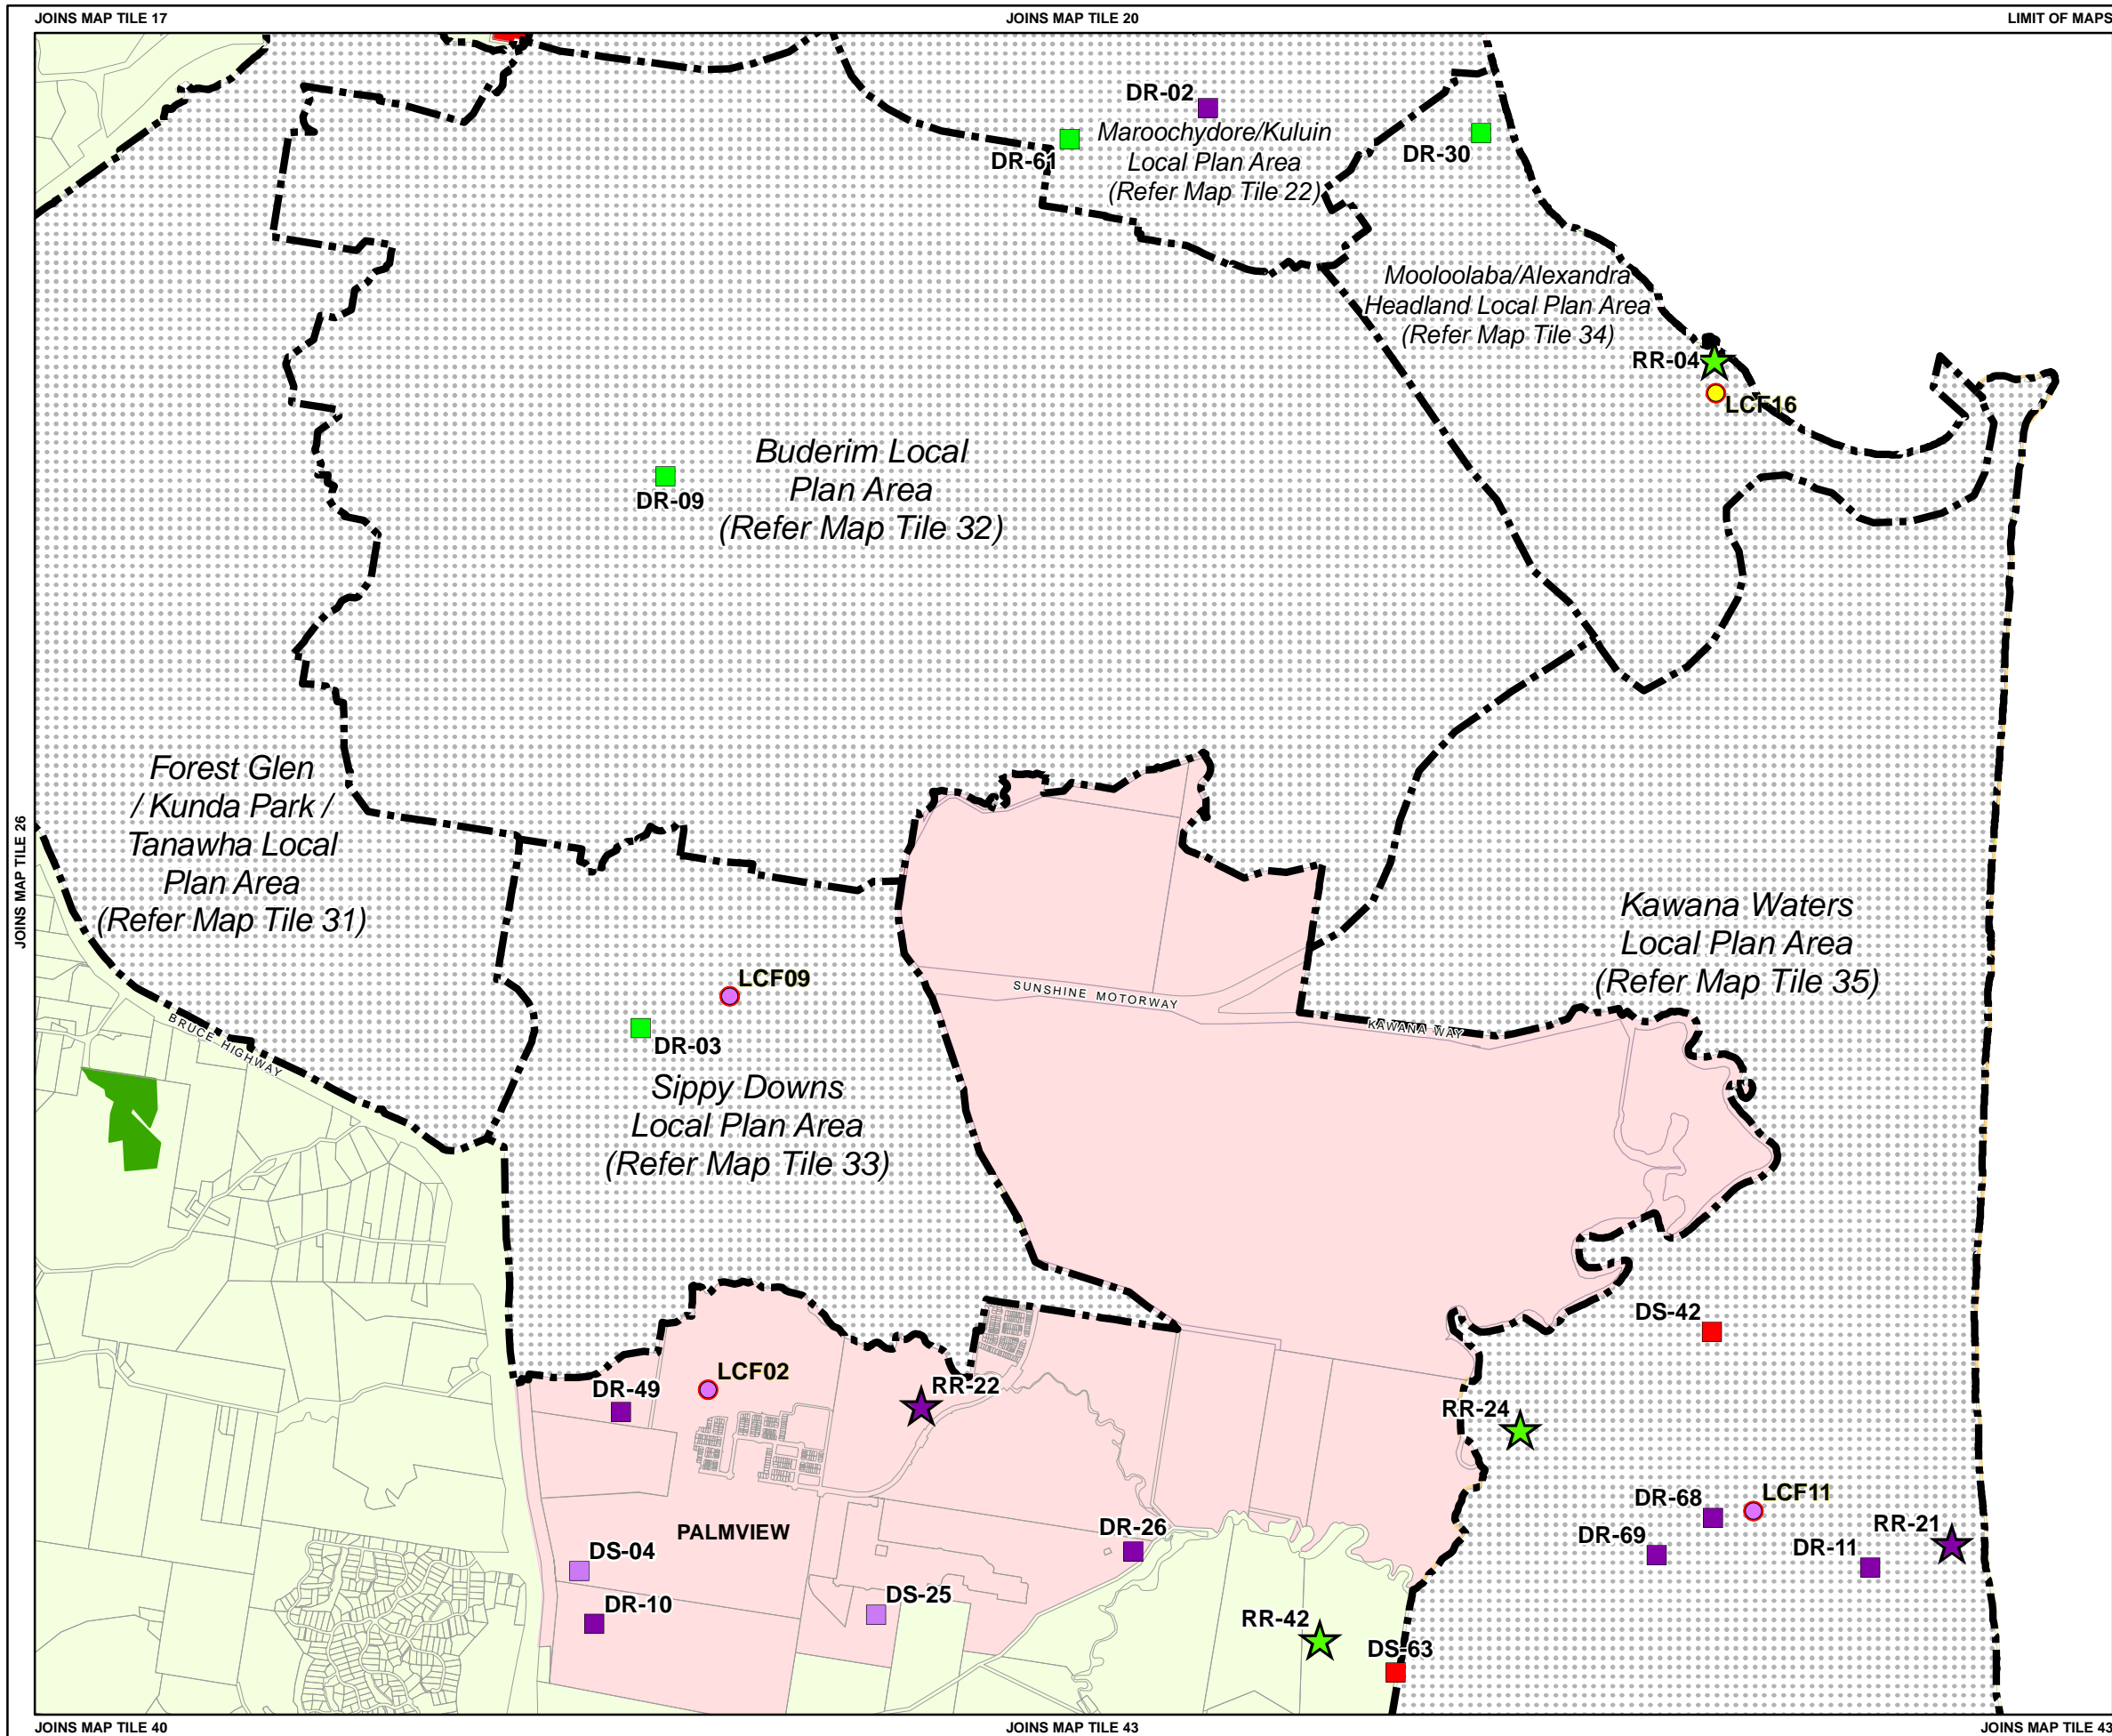 JOINS MAP TILE 17
JOINS MAP TILE 20
LIMIT OF MAPS
DR-02
DR-61
Maroochydore/Kuluin
Local Plan Area
(Refer Map Tile 22)
DR-30
Mooloolaba/Alexandra
Headland Local Plan Area
(Refer Map Tile 34)
RR-04
LCF16
Buderim Local
Plan Area
(Refer Map Tile 32)
DR-09
Forest Glen
/ Kunda Park /
Tanawha Local
Plan Area
(Refer Map Tile 31)
JOINS MAP TILE 26
Kawana Waters
Local Plan Area
(Refer Map Tile 35)
LCF09
SUNSHINE MOTORWAY
KAWANA WAY
BRUCE HIGHWAY
DR-03
Sippy Downs
Local Plan Area
(Refer Map Tile 33)
DS-42
LCF02
DR-49
RR-22
RR-24
DR-68
LCF11
DR-69
DR-11
RR-21
PALMVIEW
DR-26
DS-04
DS-25
DR-10
RR-42
DS-63
JOINS MAP TILE 40
JOINS MAP TILE 43
JOINS MAP TILE 43